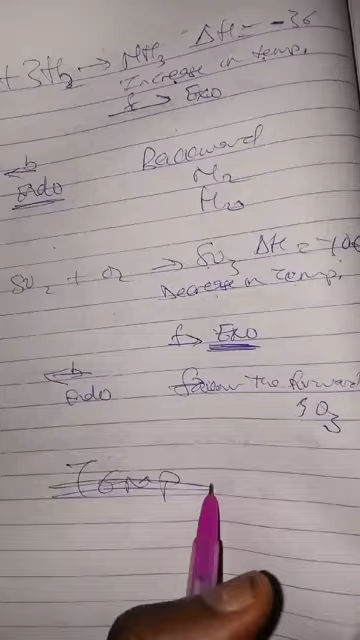 + 3H₂ → NH₃ ΔH = -36
Increase in temp.
f → Exo
← b
Endo
Backward
N₂
H₂
SO₂ + O₂ → SO₃ ΔH =
Decrease in Temp.
f → Exo
← b
Endo
the forward
SO₃
Temp